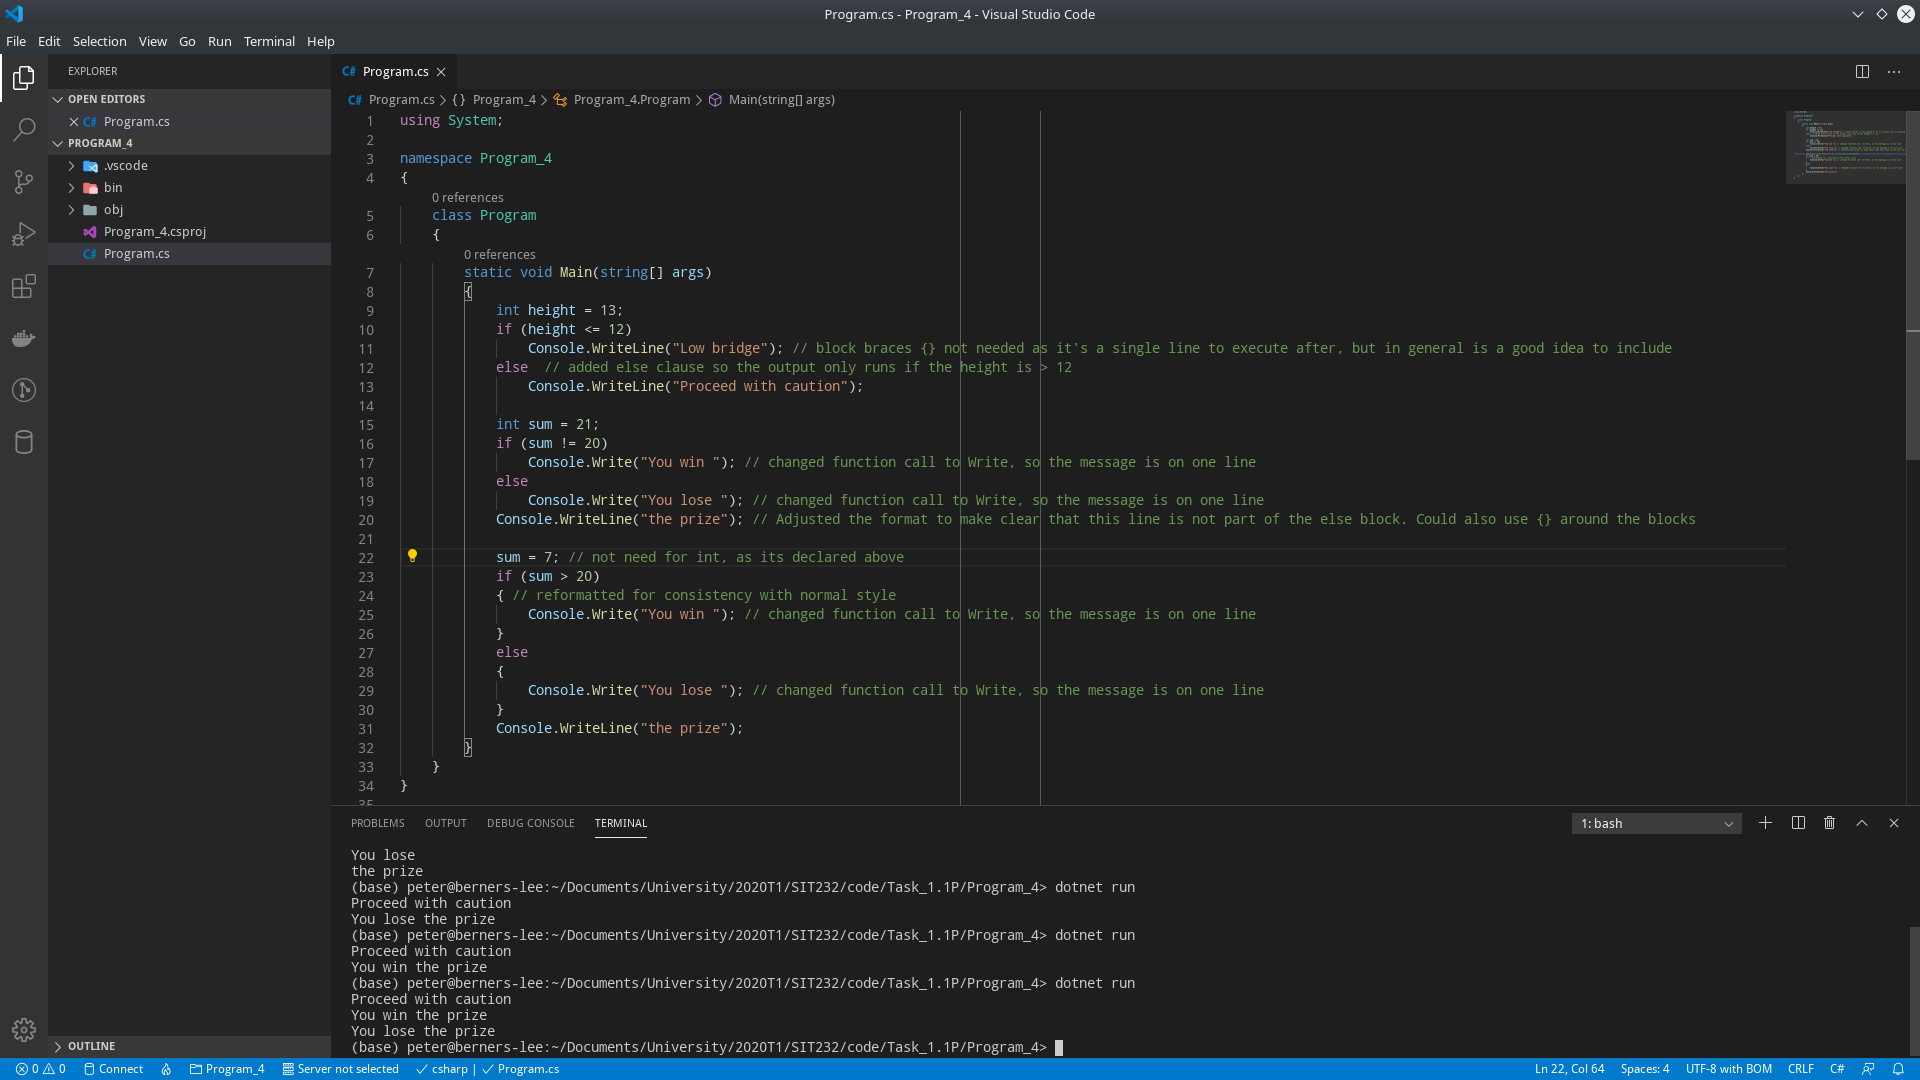 Program.cs - Program_4 - Visual Studio Code
File Edit Selection View Go Run Terminal Help
EXPLORER
OPEN EDITORS
Program.cs
PROGRAM_4
.vscode
bin
obj
Program_4.csproj
Program.cs
OUTLINE
C# Program.cs
C# Program.cs > {} Program_4 > Program_4.Program > Main(string[] args)
1 using System;
2
3 namespace Program_4
4 {
0 references
5 class Program
6 {
0 references
7 static void Main(string[] args)
8 {
9 int height = 13;
10 if (height <= 12)
11 Console.WriteLine("Low bridge"); // block braces {} not needed as it's a single line to execute after, but in general is a good idea to include
12 else // added else clause so the output only runs if the height is > 12
13 Console.WriteLine("Proceed with caution");
14
15 int sum = 21;
16 if (sum != 20)
17 Console.Write("You win "); // changed function call to Write, so the message is on one line
18 else
19 Console.Write("You lose "); // changed function call to Write, so the message is on one line
20 Console.WriteLine("the prize"); // Adjusted the format to make clear that this line is not part of the else block. Could also use {} around the blocks
21
22 sum = 7; // not need for int, as its declared above
23 if (sum > 20)
24 { // reformatted for consistency with normal style
25 Console.Write("You win "); // changed function call to Write, so the message is on one line
26 }
27 else
28 {
29 Console.Write("You lose "); // changed function call to Write, so the message is on one line
30 }
31 Console.WriteLine("the prize");
32 }
33 }
34 }
35
PROBLEMS OUTPUT DEBUG CONSOLE TERMINAL 1: bash
You lose
the prize
(base) peter@berners-lee:~/Documents/University/2020T1/SIT232/code/Task_1.1P/Program_4> dotnet run
Proceed with caution
You lose the prize
(base) peter@berners-lee:~/Documents/University/2020T1/SIT232/code/Task_1.1P/Program_4> dotnet run
Proceed with caution
You win the prize
(base) peter@berners-lee:~/Documents/University/2020T1/SIT232/code/Task_1.1P/Program_4> dotnet run
Proceed with caution
You win the prize
You lose the prize
(base) peter@berners-lee:~/Documents/University/2020T1/SIT232/code/Task_1.1P/Program_4>
0 0 Connect Program_4 Server not selected csharp | Program.cs Ln 22, Col 64 Spaces: 4 UTF-8 with BOM CRLF C#